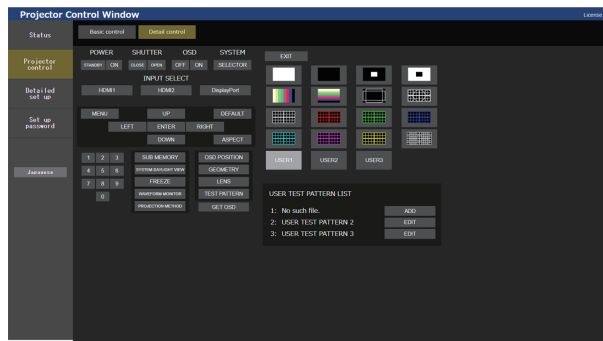 Projector Control Window
License
Status
Projector
control
Detailed
set up
Set up
password
Japanese
Basic control
Detail control
POWER SHUTTER OSD SYSTEM
STANDBY ON CLOSE OPEN OFF ON SELECTOR
INPUT SELECT
HDMI1 HDMI2 DisplayPort
MENU UP DEFAULT
LEFT ENTER RIGHT
DOWN ASPECT
1 2 3
4 5 6
7 8 9
0
SUB MEMORY
SYSTEM DAYLIGHT VIEW
FREEZE
WAVEFORM MONITOR
PROJECTION METHOD
OSD POSITION
GEOMETRY
LENS
TEST PATTERN
GET OSD
EXIT
USER1 USER2 USER3
USER TEST PATTERN LIST
1: No such file. ADD
2: USER TEST PATTERN 2 EDIT
3: USER TEST PATTERN 3 EDIT